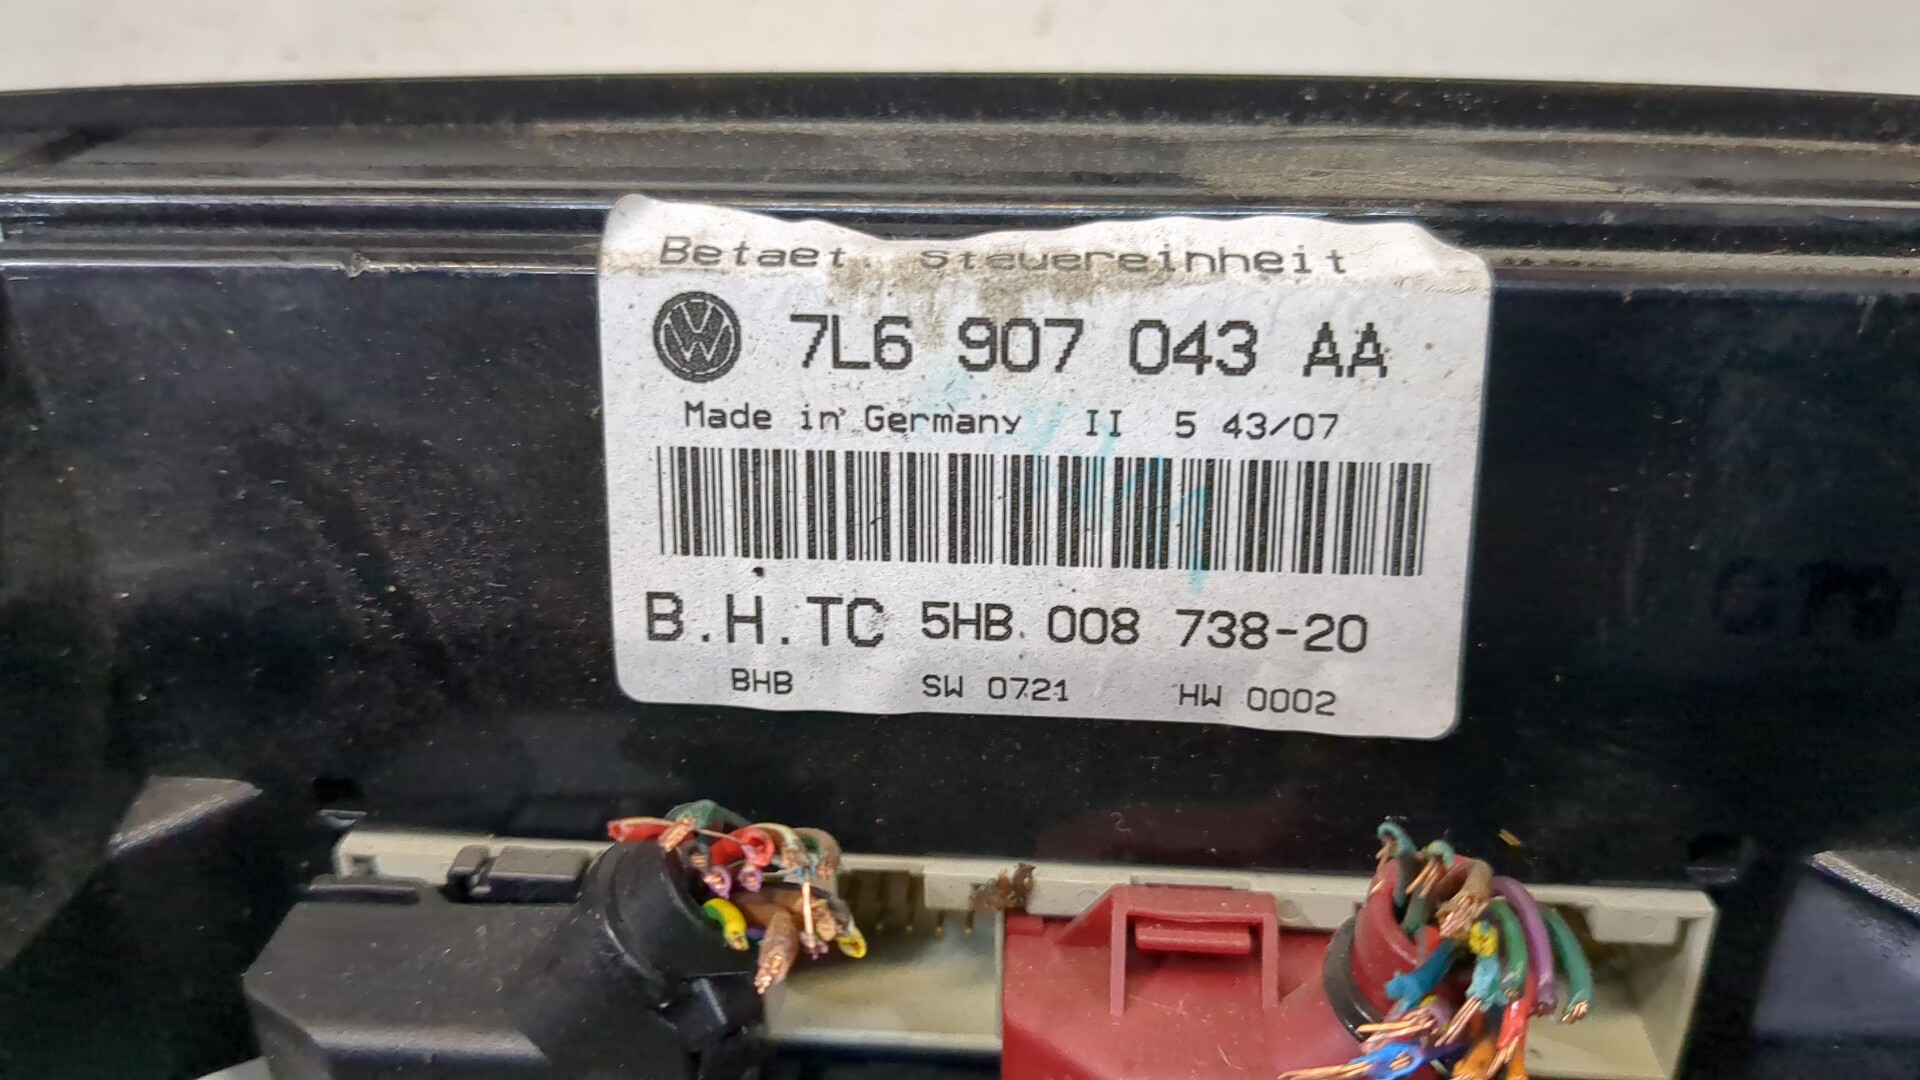 Betaet. Steuereinheit
7L6 907 043 AA
Made in Germany II 5 43/07
B.H.TC 5HB 008 738-20
BHB SW 0721 HW 0002